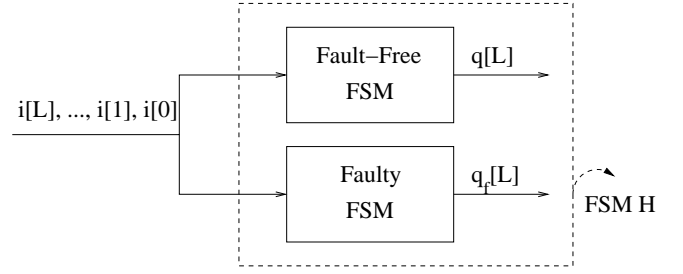 Fault−Free
FSM
q[L]
i[L], ..., i[1], i[0]
Faulty
FSM
q_f[L]
FSM H